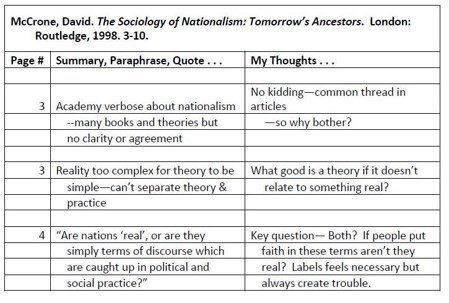 McCrone, David. The Sociology of Nationalism: Tomorrow's Ancestors. London:
Routledge, 1998. 3-10.
Page # Summary, Paraphrase, Quote . . . My Thoughts . . .
No kidding—common thread in
3 Academy verbose about nationalism articles
--many books and theories but —so why bother?
no clarity or agreement
3 Reality too complex for theory to be What good is a theory if it doesn't
simple—can't separate theory & relate to something real?
practice
4 "Are nations 'real', or are they Key question— Both? If people put
simply terms of discourse which faith in these terms aren't they
are caught up in political and real? Labels feels necessary but
social practice?" always create trouble.